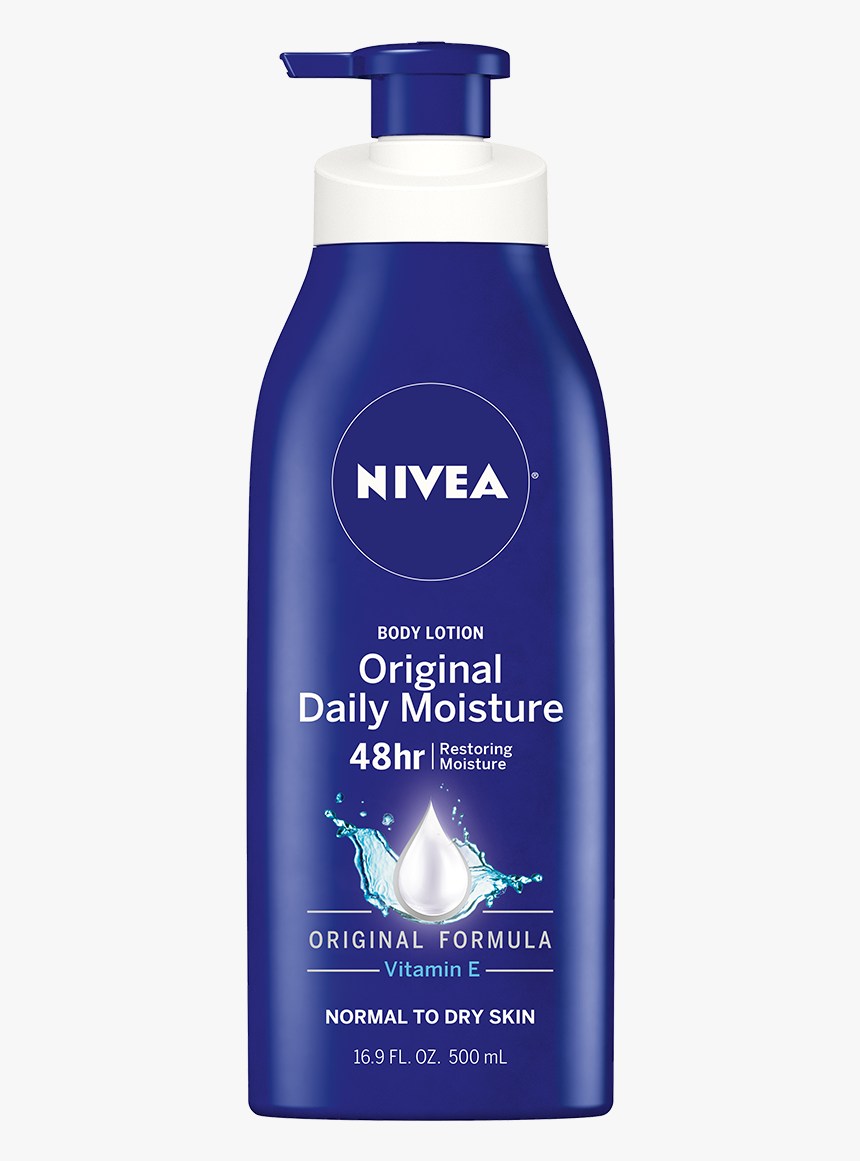 NIVEA®
BODY LOTION
Original
Daily Moisture
48hr | Restoring
Moisture
ORIGINAL FORMULA
Vitamin E
NORMAL TO DRY SKIN
16.9 FL. OZ. 500 mL